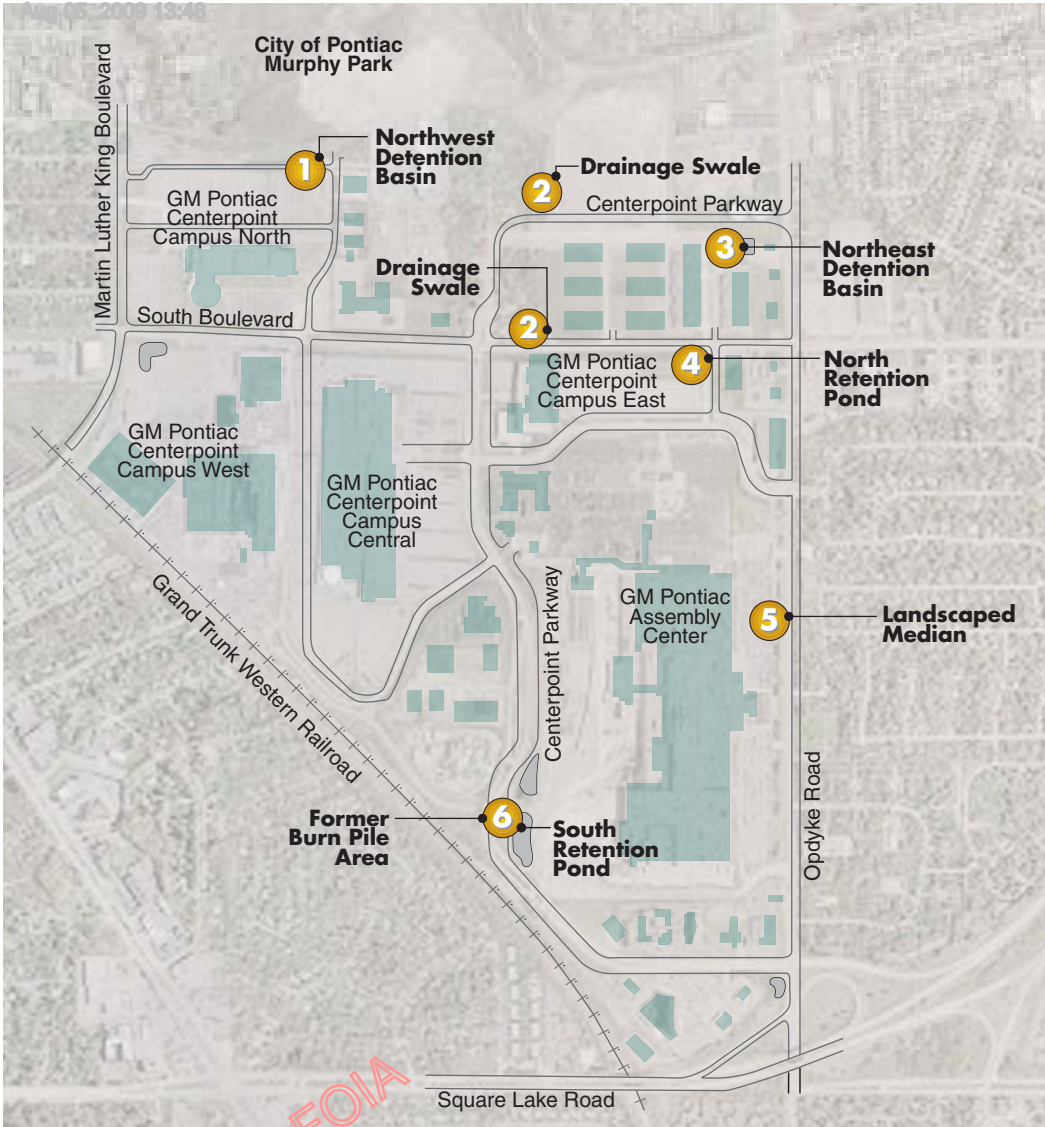 Aug 05, 2009 13:48
City of Pontiac
Murphy Park
Martin Luther King Boulevard
1
Northwest
Detention
Basin
2
Drainage Swale
GM Pontiac
Centerpoint
Campus North
Centerpoint Parkway
3
Northeast
Detention
Basin
Drainage
Swale
South Boulevard
2
GM Pontiac
Centerpoint
Campus East
4
North
Retention
Pond
GM Pontiac
Centerpoint
Campus West
GM Pontiac
Centerpoint
Campus
Central
Grand Trunk Western Railroad
Centerpoint Parkway
GM Pontiac
Assembly
Center
5
Landscaped
Median
Opdyke Road
Former
Burn Pile
Area
6
South
Retention
Pond
FOIA
Square Lake Road